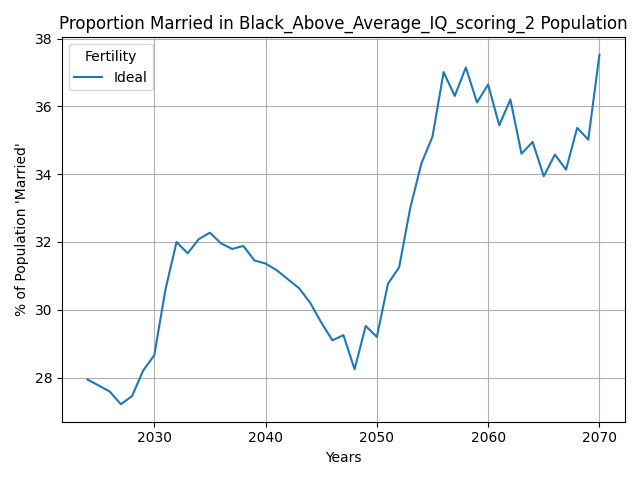 Proportion Married in Black_Above_Average_IQ_scoring_2 Population
Fertility
Ideal
% of Population 'Married'
38
36
34
32
30
28
2030 2040 2050 2060 2070
Years